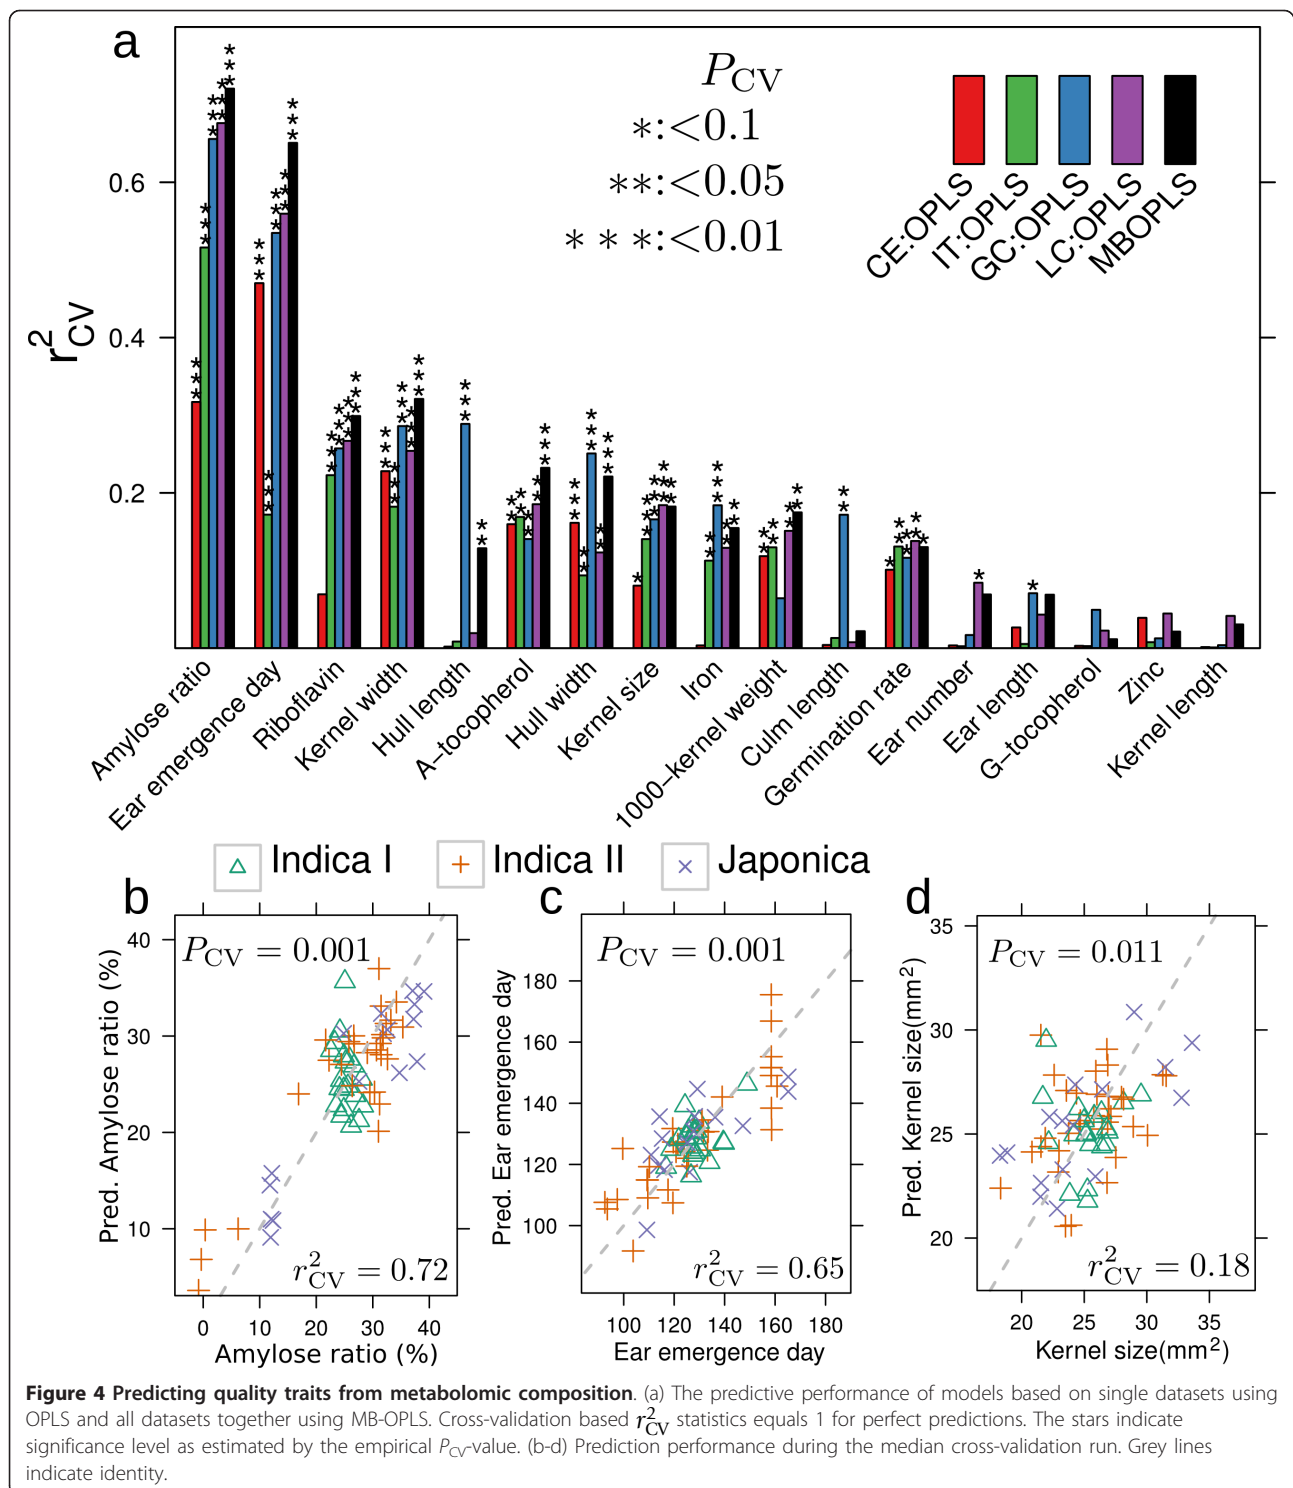 a
P_CV
*:<0.1
**:<0.05
***:<0.01
CE:OPLS
IT:OPLS
GC:OPLS
LC:OPLS
MBOPLS
r²_CV
0.6
0.4
0.2
Amylose ratio
Ear emergence day
Riboflavin
Kernel width
Hull length
A−tocopherol
Hull width
Kernel size
Iron
1000−kernel weight
Culm length
Germination rate
Ear number
Ear length
G−tocopherol
Zinc
Kernel length
Indica I
Indica II
Japonica
b
P_CV = 0.001
Pred. Amylose ratio (%)
40
30
20
10
r²_CV = 0.72
0 10 20 30 40
Amylose ratio (%)
c
P_CV = 0.001
Pred. Ear emergence day
180
160
140
120
100
r²_CV = 0.65
100 120 140 160 180
Ear emergence day
d
P_CV = 0.011
Pred. Kernel size(mm²)
35
30
25
20
r²_CV = 0.18
20 25 30 35
Kernel size(mm²)
Figure 4 Predicting quality traits from metabolomic composition. (a) The predictive performance of models based on single datasets using
OPLS and all datasets together using MB-OPLS. Cross-validation based r²_CV statistics equals 1 for perfect predictions. The stars indicate
significance level as estimated by the empirical P_CV-value. (b-d) Prediction performance during the median cross-validation run. Grey lines
indicate identity.